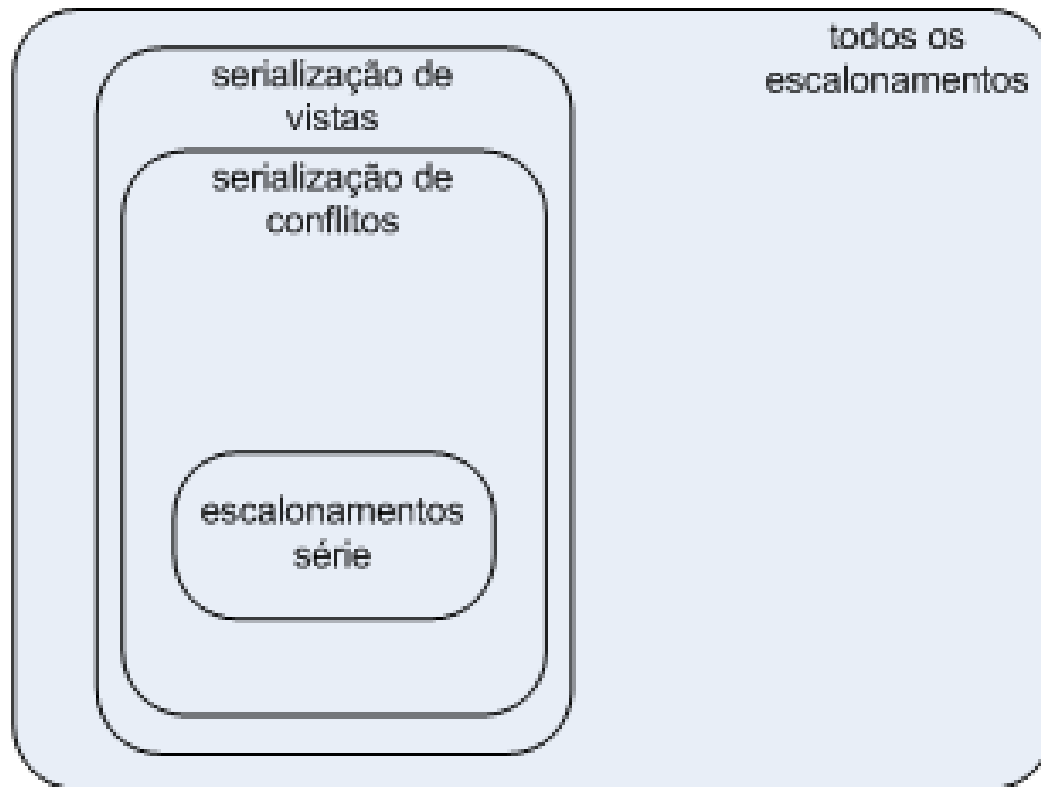 todos os
escalonamentos
serialização de
vistas
serialização de
conflitos
escalonamentos
série